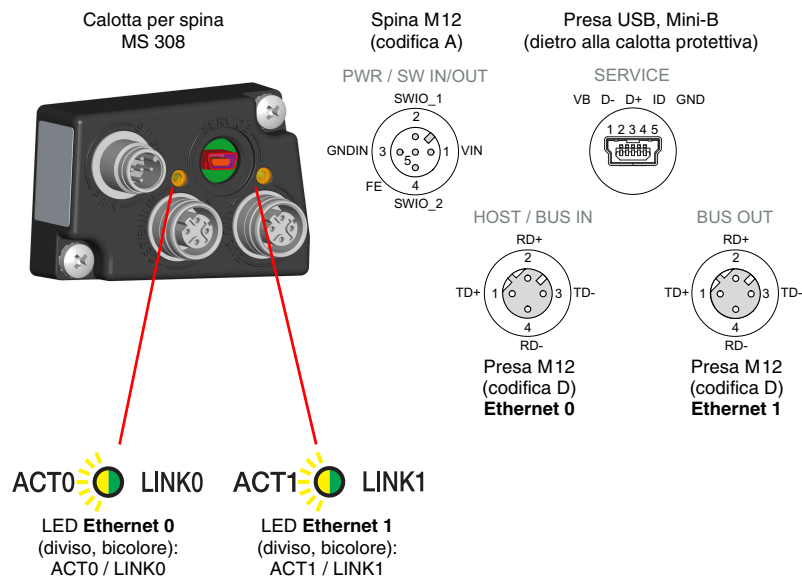 Calotta per spina
MS 308
Spina M12
(codifica A)
Presa USB, Mini-B
(dietro alla calotta protettiva)
PWR / SW IN/OUT
SERVICE
SWIO_1
2
GNDIN 3 1 VIN
5
FE 4
SWIO_2
VB D- D+ ID GND
1 2 3 4 5
SERVICE
HOST / BUS IN
BUS OUT
RD+
2
TD+ 1 3 TD-
4
RD-
RD+
2
TD+ 1 3 TD-
4
RD-
Presa M12
(codifica D)
Ethernet 0
Presa M12
(codifica D)
Ethernet 1
ACT0 LINK0
ACT1 LINK1
LED Ethernet 0
(diviso, bicolore):
ACT0 / LINK0
LED Ethernet 1
(diviso, bicolore):
ACT1 / LINK1